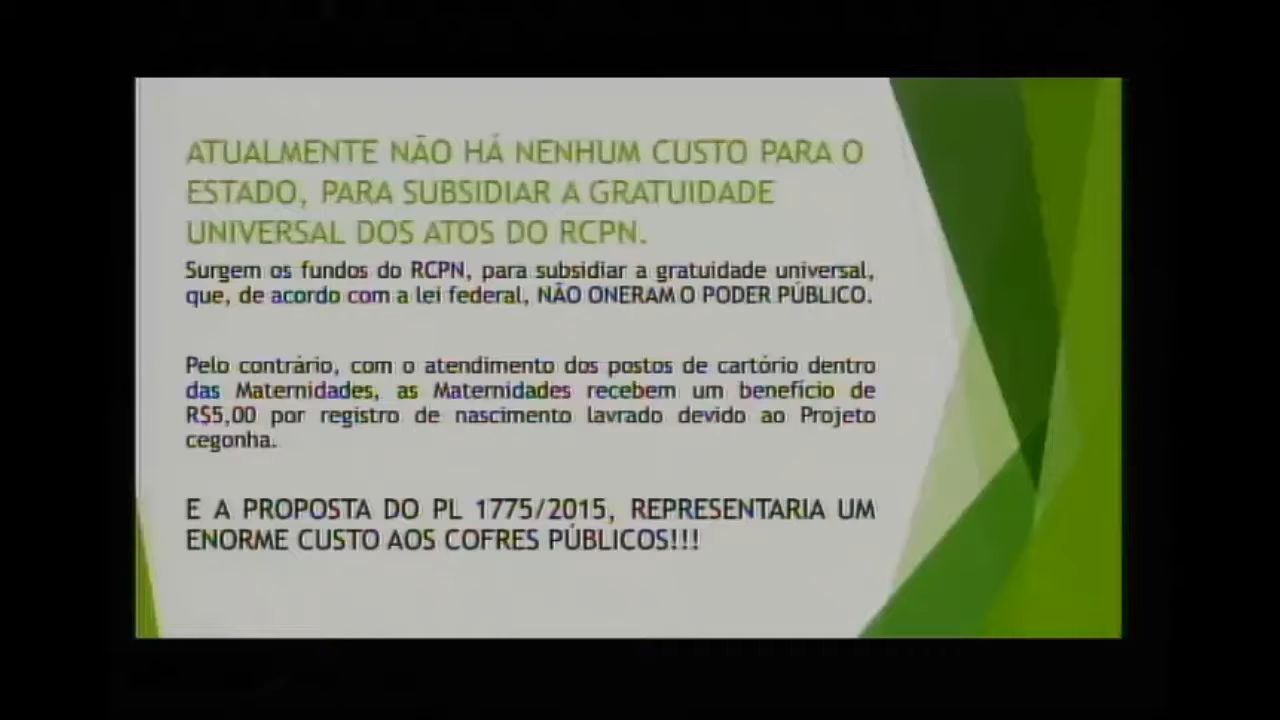 ATUALMENTE NÃO HÁ NENHUM CUSTO PARA O
ESTADO, PARA SUBSIDIAR A GRATUIDADE
UNIVERSAL DOS ATOS DO RCPN.
Surgem os fundos do RCPN, para subsidiar a gratuidade universal,
que, de acordo com a lei federal, NÃO ONERAM O PODER PÚBLICO.
Pelo contrário, com o atendimento dos postos de cartório dentro
das Maternidades, as Maternidades recebem um benefício de
R$5,00 por registro de nascimento lavrado devido ao Projeto
cegonha.
E A PROPOSTA DO PL 1775/2015, REPRESENTARIA UM
ENORME CUSTO AOS COFRES PÚBLICOS!!!